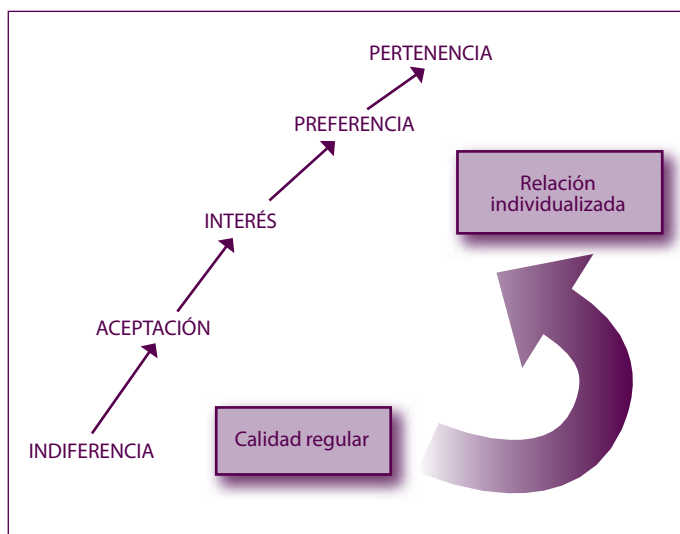 PERTENENCIA
PREFERENCIA
Relación
individualizada
INTERÉS
ACEPTACIÓN
Calidad regular
INDIFERENCIA